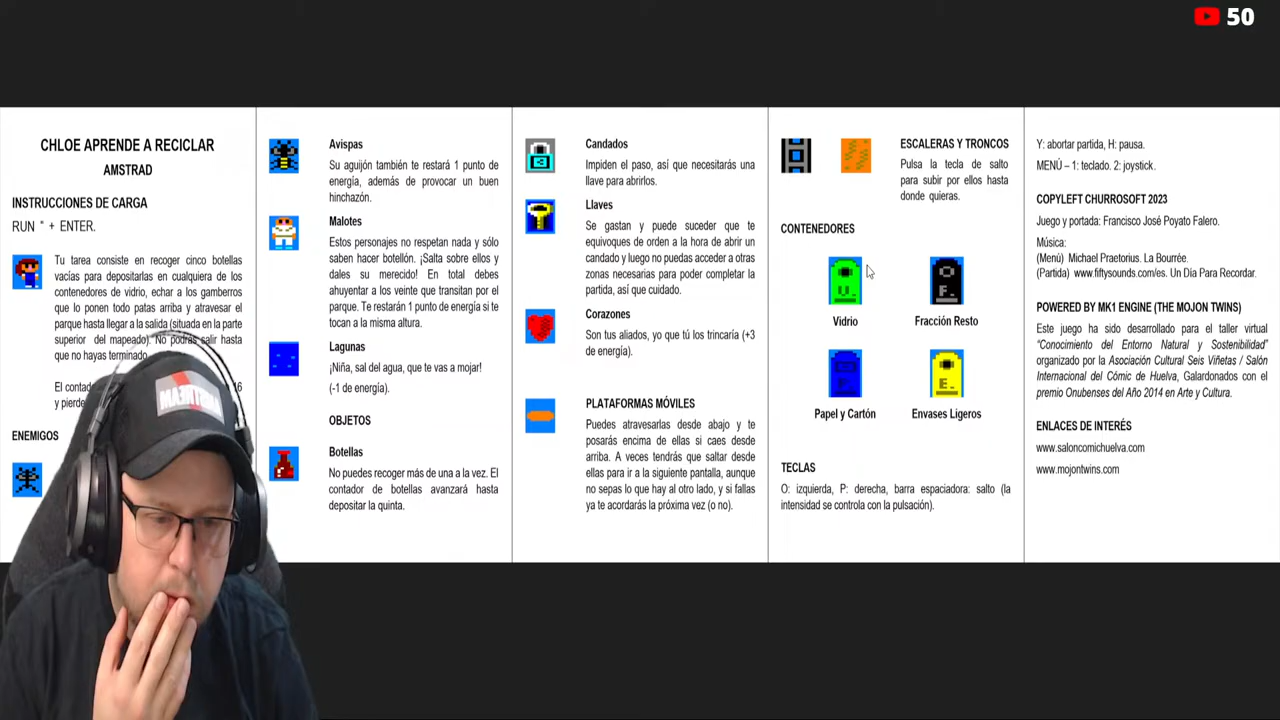 50
CHLOE APRENDE A RECICLAR
AMSTRAD
INSTRUCCIONES DE CARGA
RUN " + ENTER.
Tu tarea consiste en recoger cinco botellas
vacías para depositarlas en cualquiera de los
contenedores de vidrio, echar a los gamberros
que lo ponen todo patas arriba y atravesar el
parque hasta llegar a la salida (situada en la parte
superior del mapeado). No podrás salir hasta
que no hayas terminado.
El contad
16
y pierde
ENEMIGOS
Avispas
Su aguijón también te restará 1 punto de
energía, además de provocar un buen
hinchazón.
Malotes
Estos personajes no respetan nada y sólo
saben hacer botellón. ¡Salta sobre ellos y
dales su merecido! En total debes
ahuyentar a los veinte que transitan por el
parque. Te restarán 1 punto de energía si te
tocan a la misma altura.
Lagunas
¡Niña, sal del agua, que te vas a mojar!
(-1 de energía).
OBJETOS
Botellas
No puedes recoger más de una a la vez. El
contador de botellas avanzará hasta
depositar la quinta.
Candados
Impiden el paso, así que necesitarás una
llave para abrirlos.
Llaves
Se gastan y puede suceder que te
equivoques de orden a la hora de abrir un
candado y luego no puedas acceder a otras
zonas necesarias para poder completar la
partida, así que cuidado.
Corazones
Son tus aliados, yo que tú los trincaría (+3
de energía).
PLATAFORMAS MÓVILES
Puedes atravesarlas desde abajo y te
posarás encima de ellas si caes desde
arriba. A veces tendrás que saltar desde
ellas para ir a la siguiente pantalla, aunque
no sepas lo que hay al otro lado, y si fallas
ya te acordarás la próxima vez (o no).
ESCALERAS Y TRONCOS
Pulsa la tecla de salto
para subir por ellos hasta
donde quieras.
CONTENEDORES
Vidrio
Fracción Resto
Papel y Cartón
Envases Ligeros
TECLAS
O: izquierda, P: derecha, barra espaciadora: salto (la
intensidad se controla con la pulsación).
Y: abortar partida, H: pausa.
MENÚ – 1: teclado. 2: joystick.
COPYLEFT CHURROSOFT 2023
Juego y portada: Francisco José Poyato Falero.
Música:
(Menú) Michael Praetorius. La Bourrée.
(Partida) www.fiftysounds.com/es. Un Día Para Recordar.
POWERED BY MK1 ENGINE (THE MOJON TWINS)
Este juego ha sido desarrollado para el taller virtual
"Conocimiento del Entorno Natural y Sostenibilidad"
organizado por la Asociación Cultural Seis Viñetas / Salón
Internacional del Cómic de Huelva, Galardonados con el
premio Onubenses del Año 2014 en Arte y Cultura.
ENLACES DE INTERÉS
www.saloncomichuelva.com
www.mojontwins.com